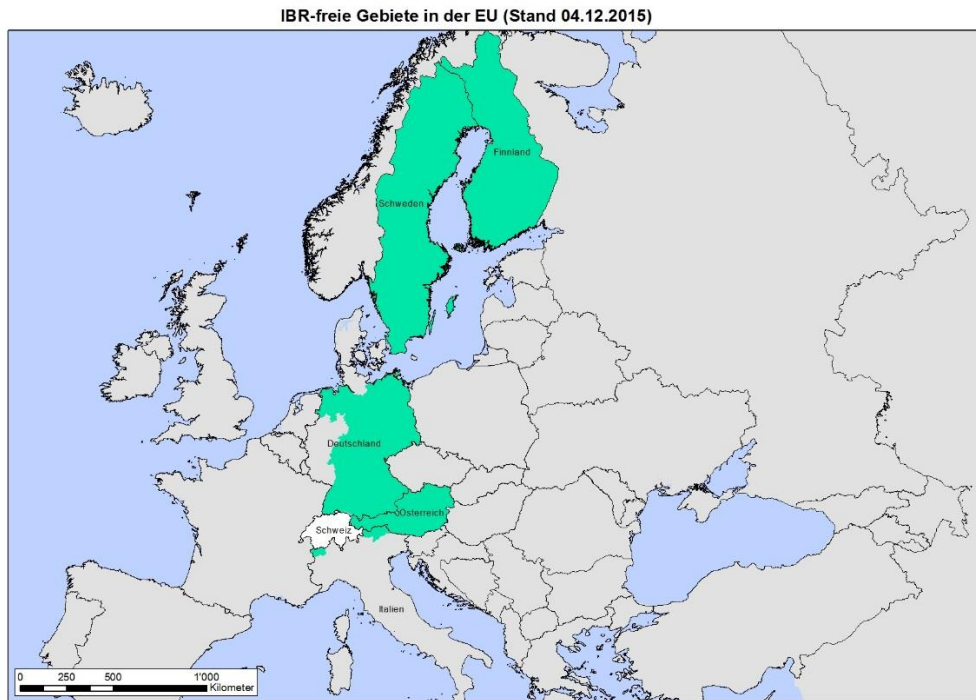 IBR-freie Gebiete in der EU (Stand 04.12.2015)
Finnland
Schweden
Deutschland
Österreich
Schweiz
Italien
0 250 500 1'000
Kilometer